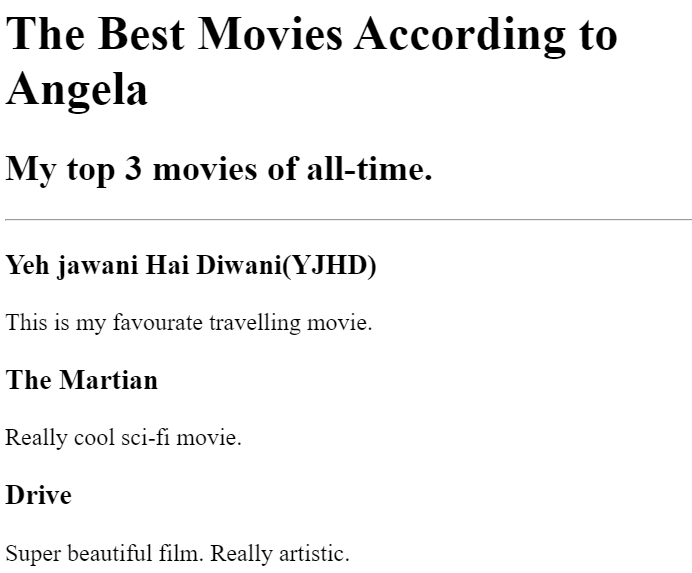 The Best Movies According to
Angela
My top 3 movies of all-time.
Yeh jawani Hai Diwani(YJHD)
This is my favourate travelling movie.
The Martian
Really cool sci-fi movie.
Drive
Super beautiful film. Really artistic.